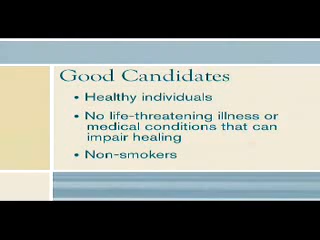 Good Candidates
• Healthy individuals
• No life-threatening illness or
medical conditions that can
impair healing
• Non-smokers